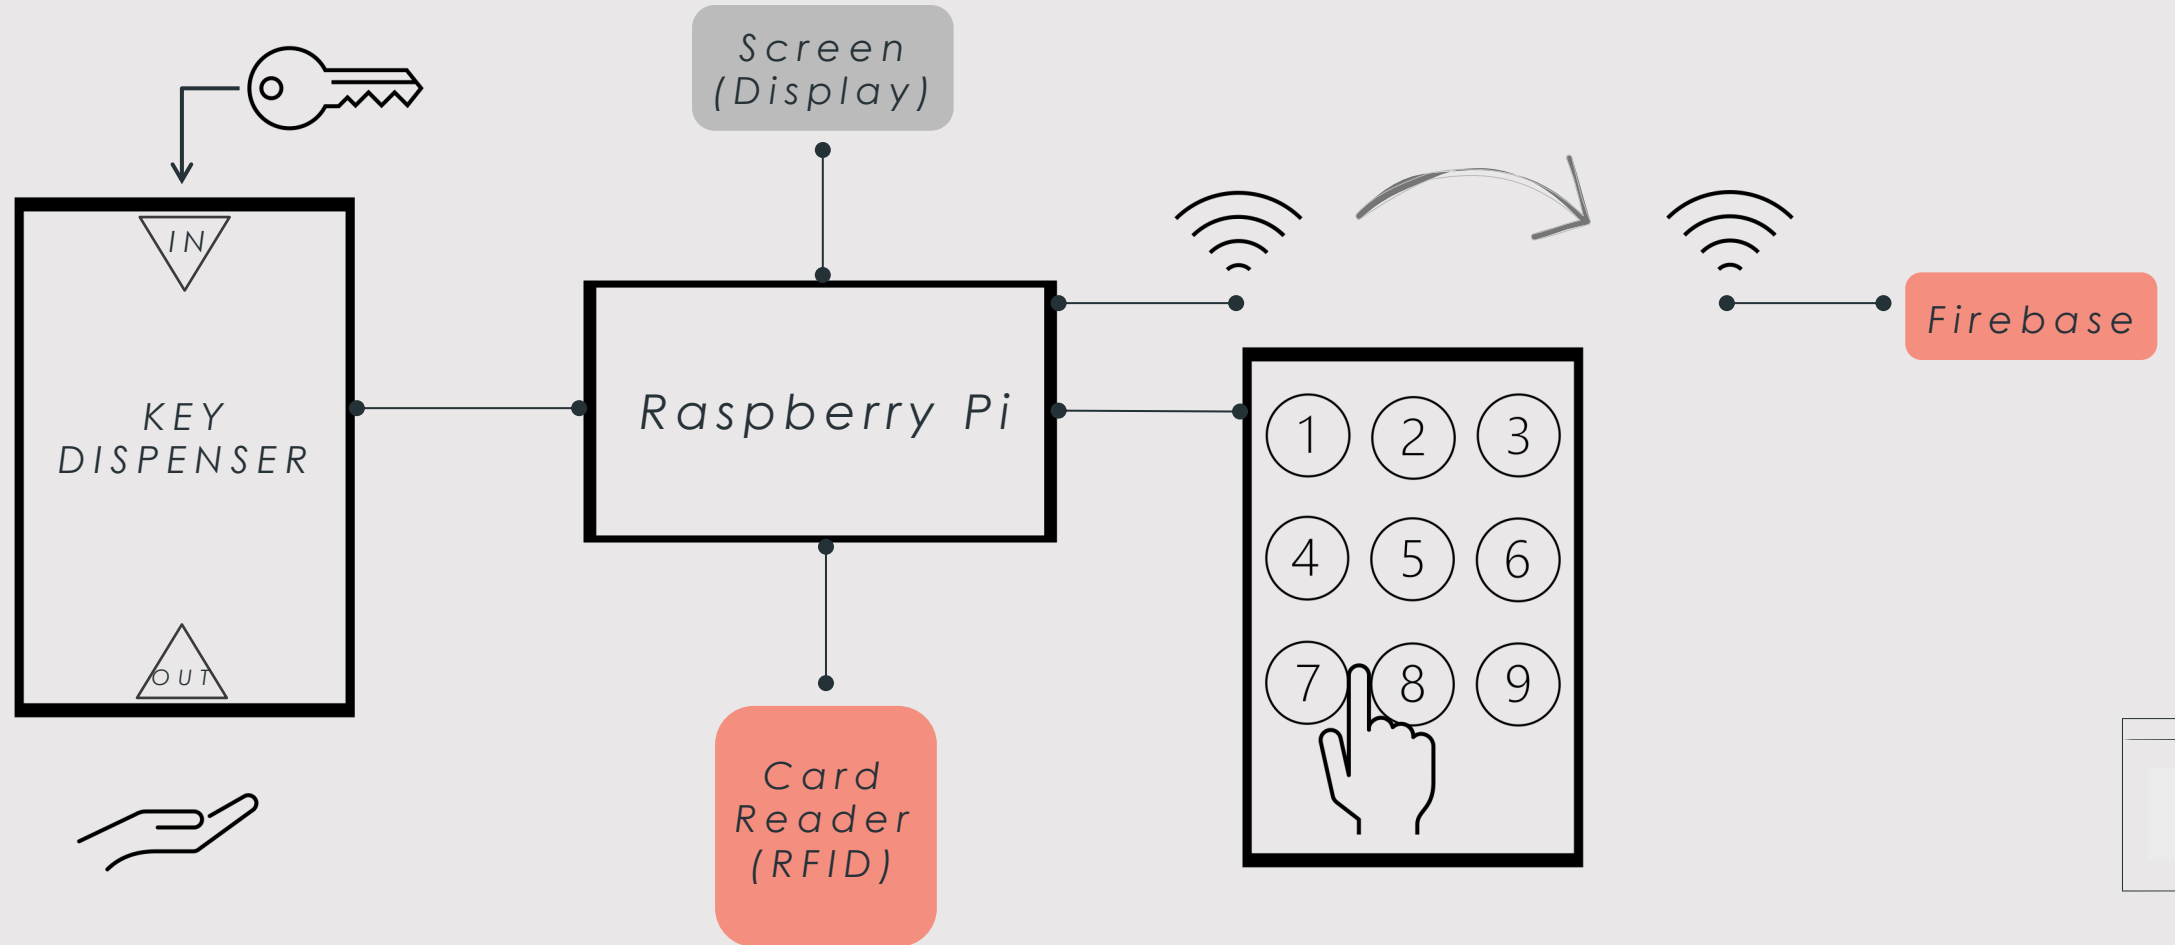 Screen
(Display)
IN
KEY
DISPENSER
OUT
Raspberry Pi
Card
Reader
(RFID)
1 2 3
4 5 6
7 8 9
Firebase